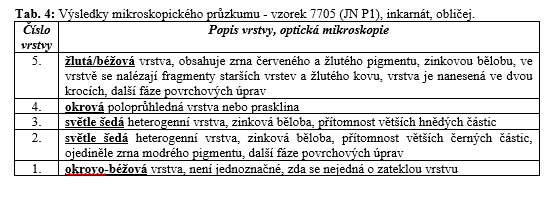 Tab. 4: Výsledky mikroskopického průzkumu - vzorek 7705 (JN P1), inkarnát, obličej.
Číslo vrstvy Popis vrstvy, optická mikroskopie
5. žlutá/béžová vrstva, obsahuje zrna červeného a žlutého pigmentu, zinkovou bělobu, ve
vrstvě se nalézají fragmenty starších vrstev a žlutého kovu, vrstva je nanesená ve dvou
krocích, další fáze povrchových úprav
4. okrová poloprůhledná vrstva nebo prasklina
3. světle šedá heterogenní vrstva, zinková běloba, přítomnost větších hnědých částic
2. světle šedá heterogenní vrstva, zinková běloba, přítomnost větších černých částic,
ojediněle zrna modrého pigmentu, další fáze povrchových úprav
1. okrovo-béžová vrstva, není jednoznačné, zda se nejedná o zateklou vrstvu